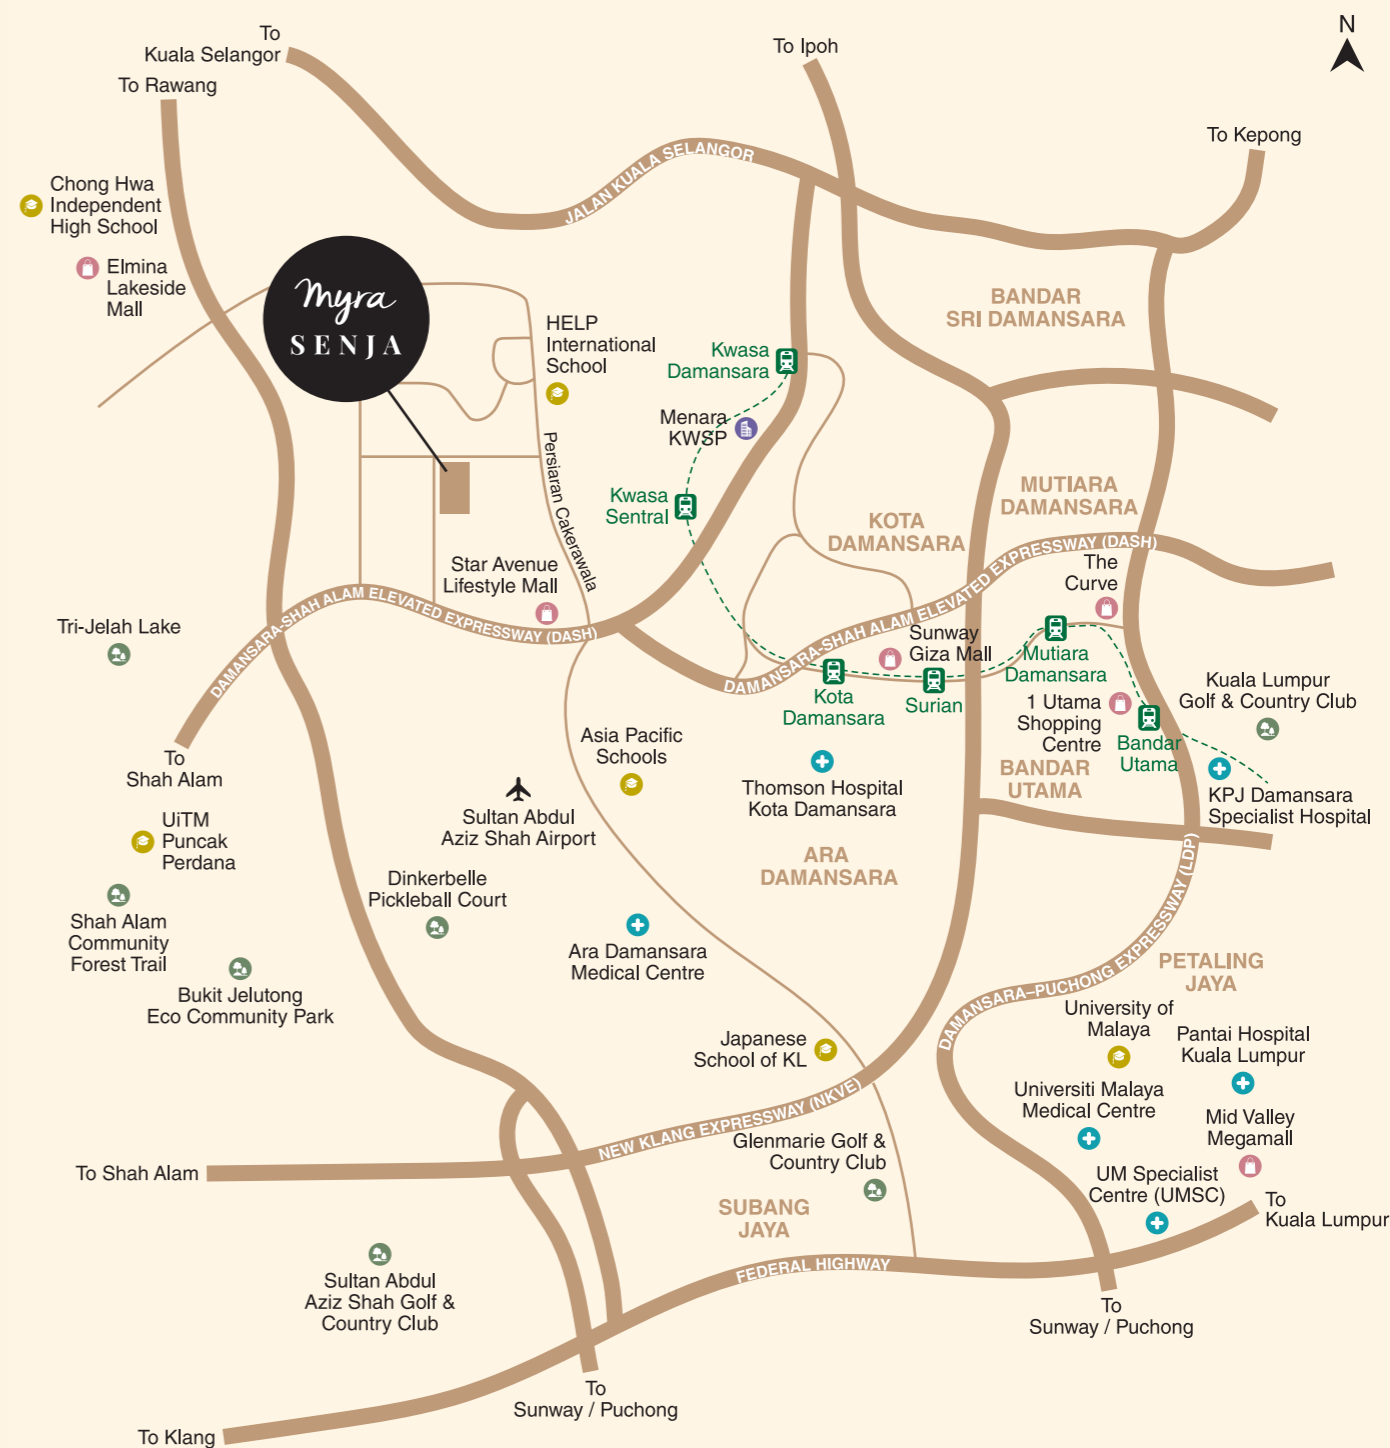 N
To
Kuala Selangor
To Rawang
To Ipoh
To Kepong
JALAN KUALA SELANGOR
Chong Hwa
Independent
High School
Elmina
Lakeside
Mall
myra
SENJA
HELP
International
School
Kwasa
Damansara
Menara
KWSP
BANDAR
SRI DAMANSARA
Persiaran Cakerawala
Kwasa
Sentral
MUTIARA
DAMANSARA
KOTA
DAMANSARA
Star Avenue
Lifestyle Mall
DAMANSARA-SHAH ALAM ELEVATED EXPRESSWAY (DASH)
DAMANSARA-SHAH ALAM ELEVATED EXPRESSWAY (DASH)
The
Curve
Tri-Jelah Lake
Sunway
Giza Mall
Mutiara
Damansara
Kota
Damansara
Surian
1 Utama
Shopping
Centre
Bandar
Utama
Kuala Lumpur
Golf & Country Club
To
Shah Alam
Asia Pacific
Schools
Thomson Hospital
Kota Damansara
BANDAR
UTAMA
KPJ Damansara
Specialist Hospital
Sultan Abdul
Aziz Shah Airport
UiTM
Puncak
Perdana
ARA
DAMANSARA
Dinkerbelle
Pickleball Court
Shah Alam
Community
Forest Trail
Ara Damansara
Medical Centre
DAMANSARA–PUCHONG EXPRESSWAY (LDP)
PETALING
JAYA
Bukit Jelutong
Eco Community Park
University of
Malaya
Pantai Hospital
Kuala Lumpur
Japanese
School of KL
Universiti Malaya
Medical Centre
Mid Valley
Megamall
NEW KLANG EXPRESSWAY (NKVE)
Glenmarie Golf &
Country Club
To Shah Alam
UM Specialist
Centre (UMSC)
To
Kuala Lumpur
SUBANG
JAYA
FEDERAL HIGHWAY
Sultan Abdul
Aziz Shah Golf &
Country Club
To
Sunway / Puchong
To
Sunway / Puchong
To Klang